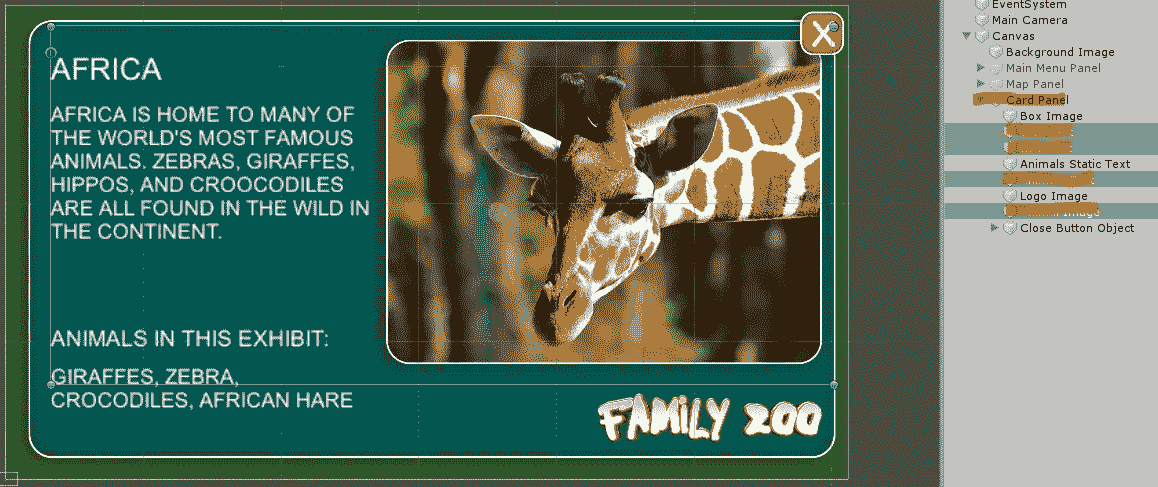 AFRICA
AFRICA IS HOME TO MANY OF
THE WORLD'S MOST FAMOUS
ANIMALS. ZEBRAS, GIRAFFES,
HIPPOS, AND CROOCODILES
ARE ALL FOUND IN THE WILD IN
THE CONTINENT.
ANIMALS IN THIS EXHIBIT:
GIRAFFES, ZEBRA,
CROCODILES, AFRICAN HARE
X
FAMILY ZOO
EventSystem
Main Camera
Canvas
Background Image
Main Menu Panel
Map Panel
Card Panel
Box Image
Animals Static Text
Logo Image
Image
Close Button Object